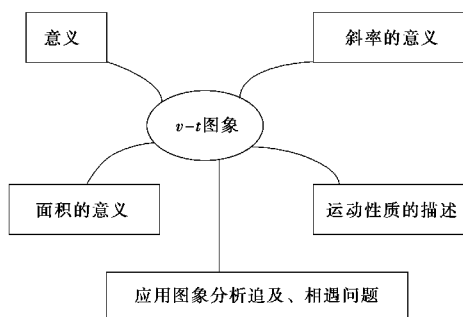 意义
斜率的意义
v-t图象
面积的意义
运动性质的描述
应用图象分析追及、相遇问题